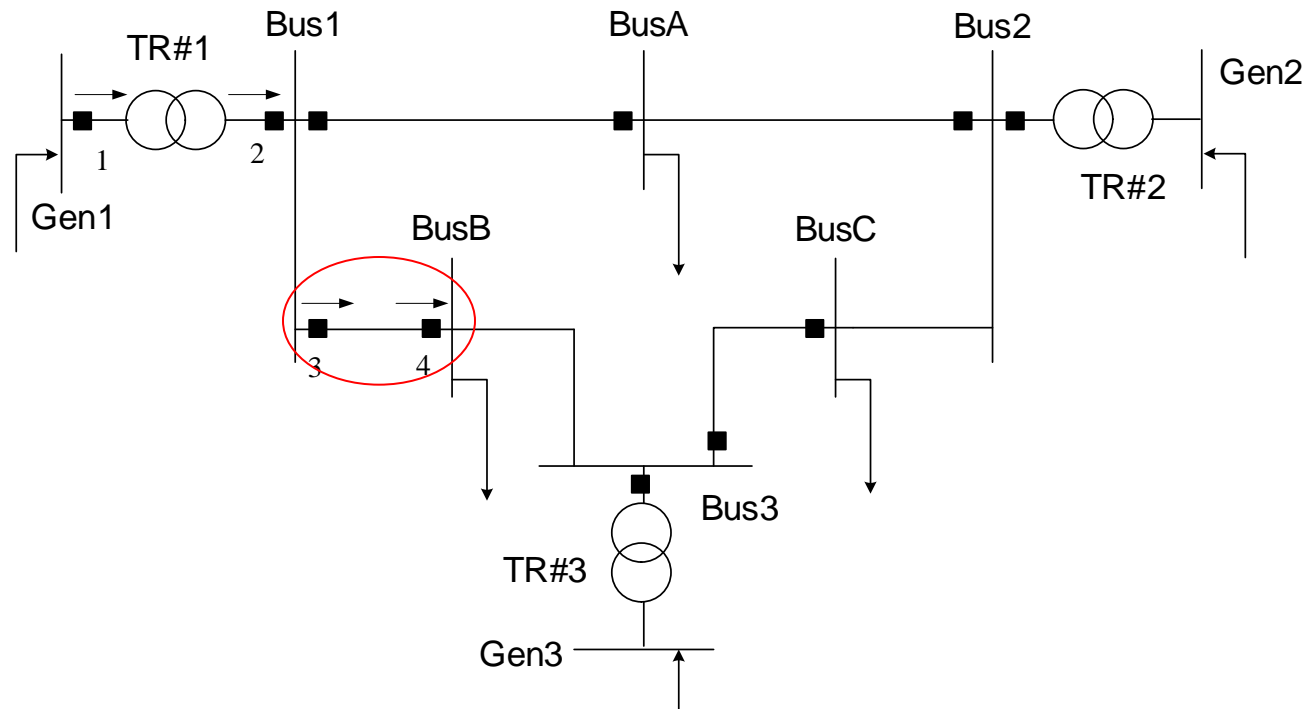 Bus1
BusA
Bus2
TR#1
Gen2
1
2
TR#2
Gen1
BusB
BusC
3
4
Bus3
TR#3
Gen3